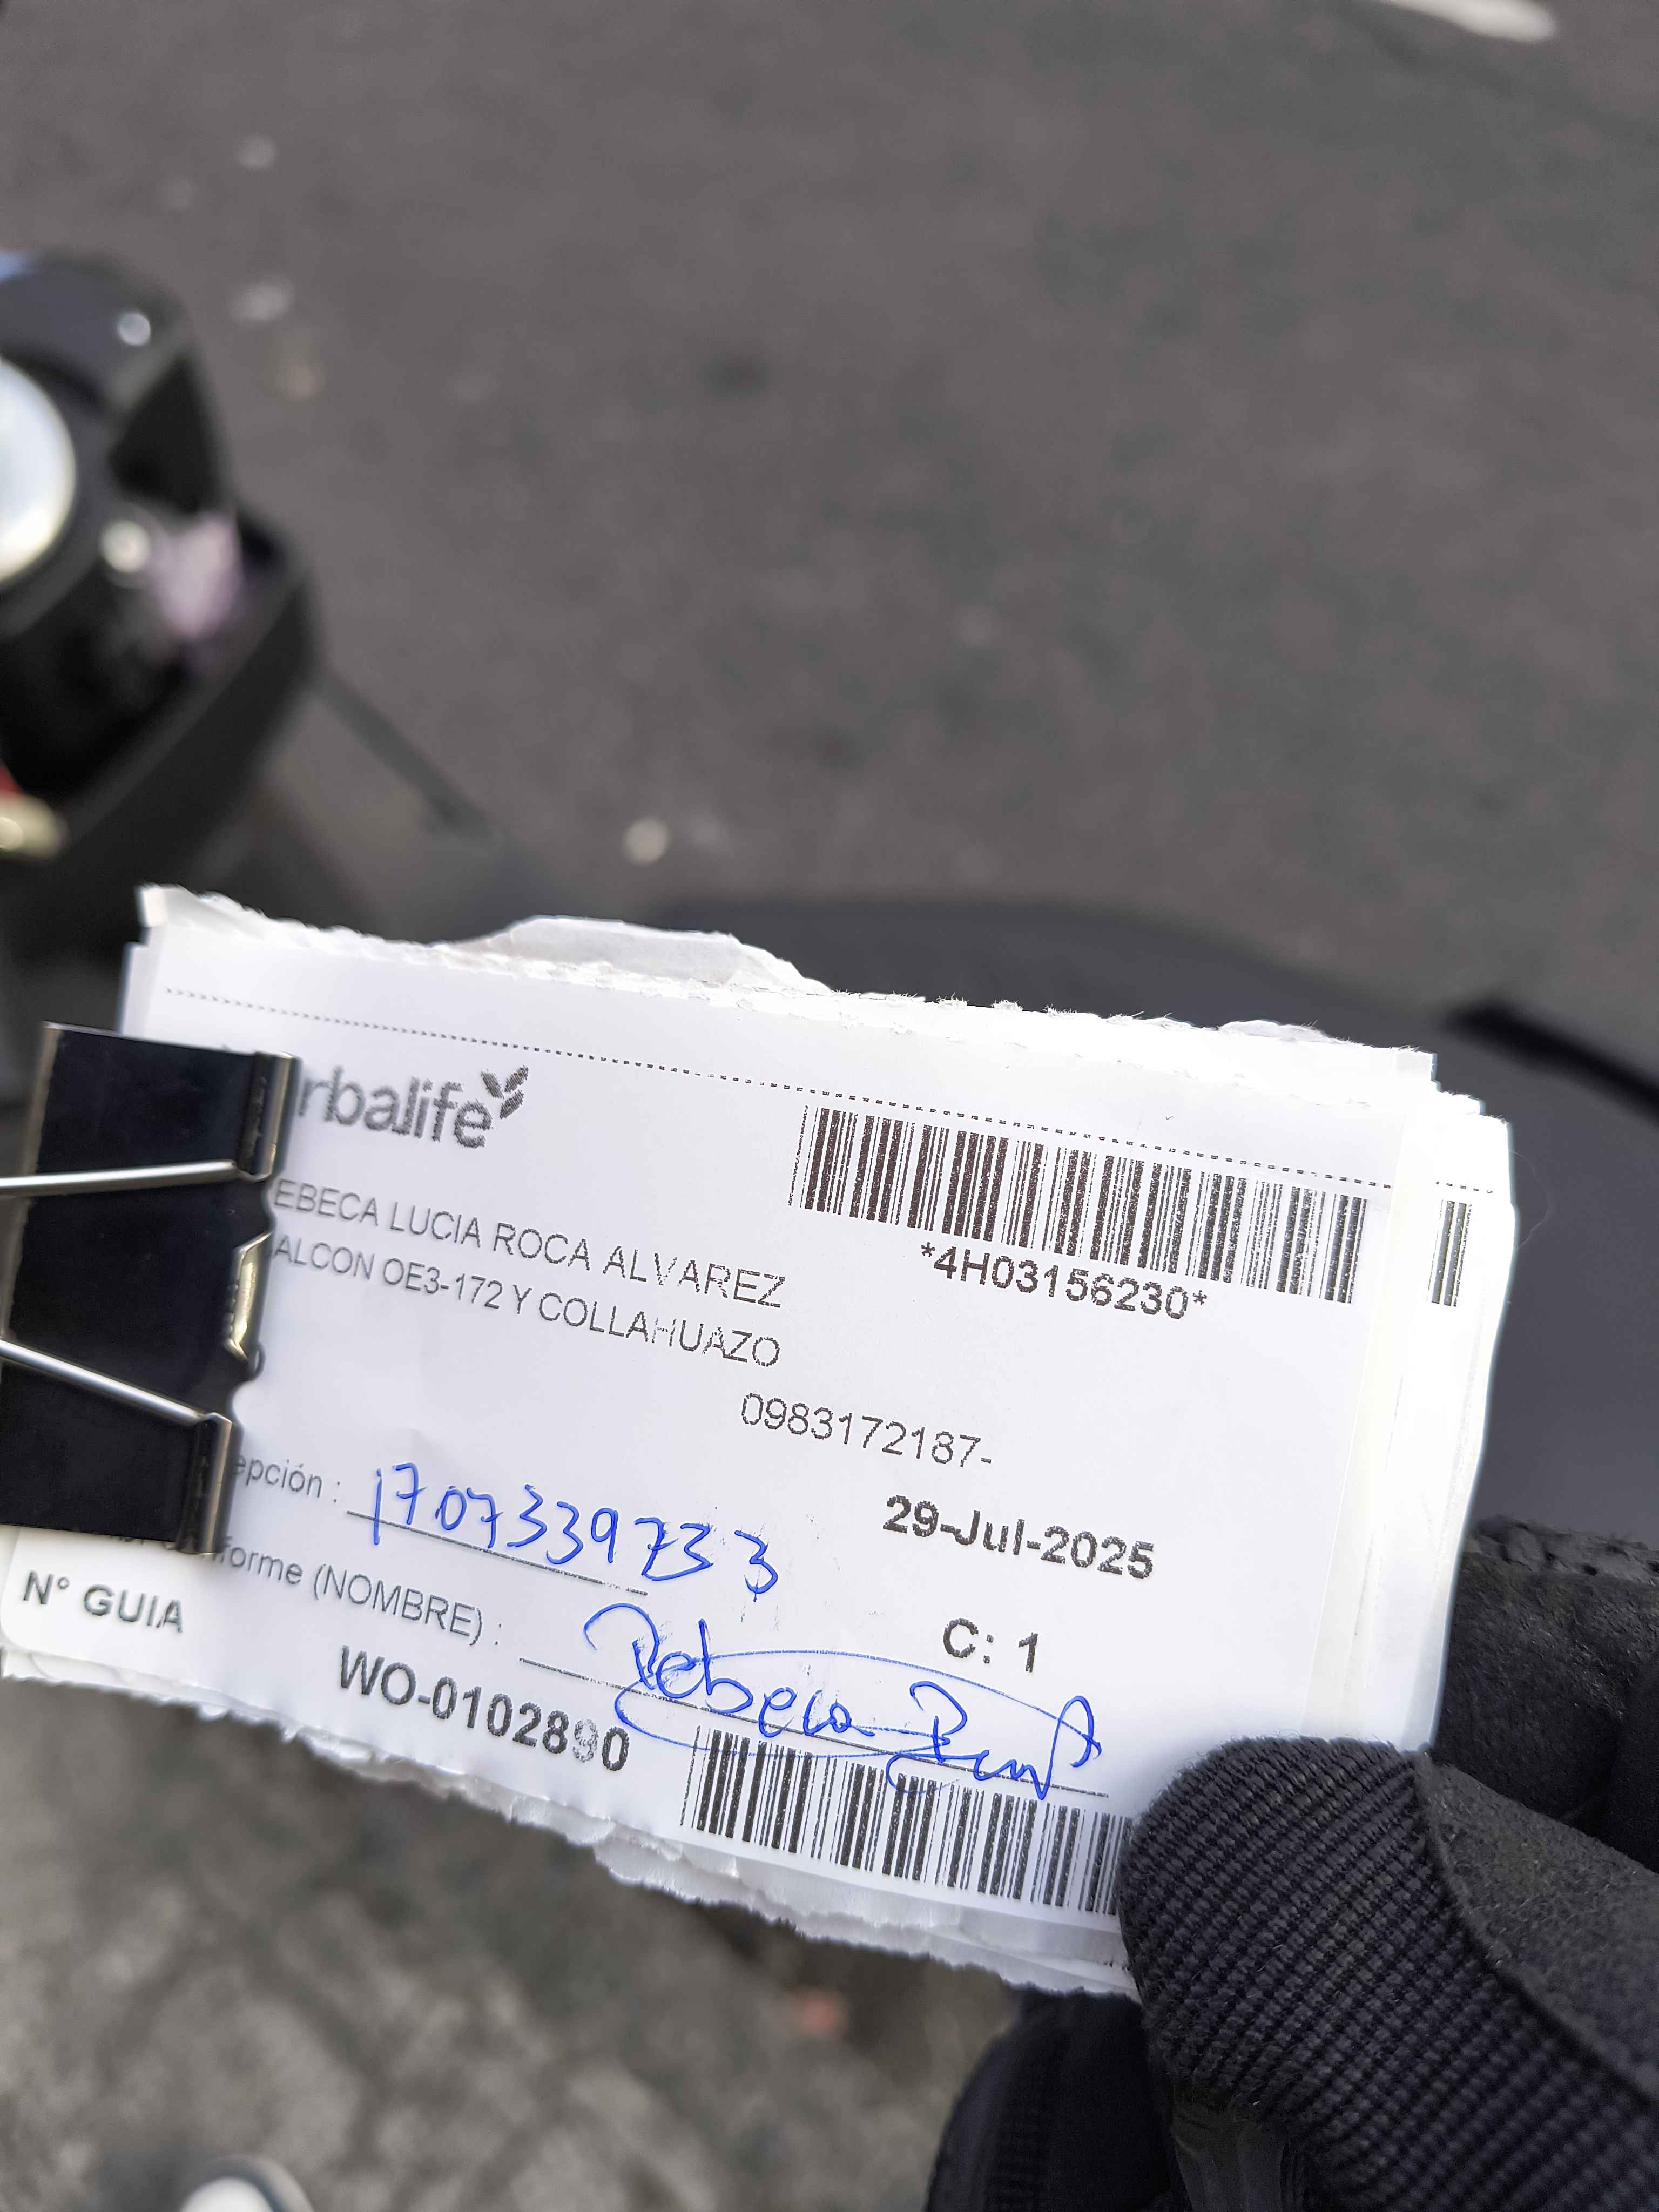 rbalife
*4H03156230*
EBECA LUCIA ROCA ALVAREZ
ALCON OE3-172 Y COLLAHUAZO
0983172187-
epción : 1707339733
29-Jul-2025
forme (NOMBRE) : Rebeca
C: 1
N° GUIA
WO-0102890